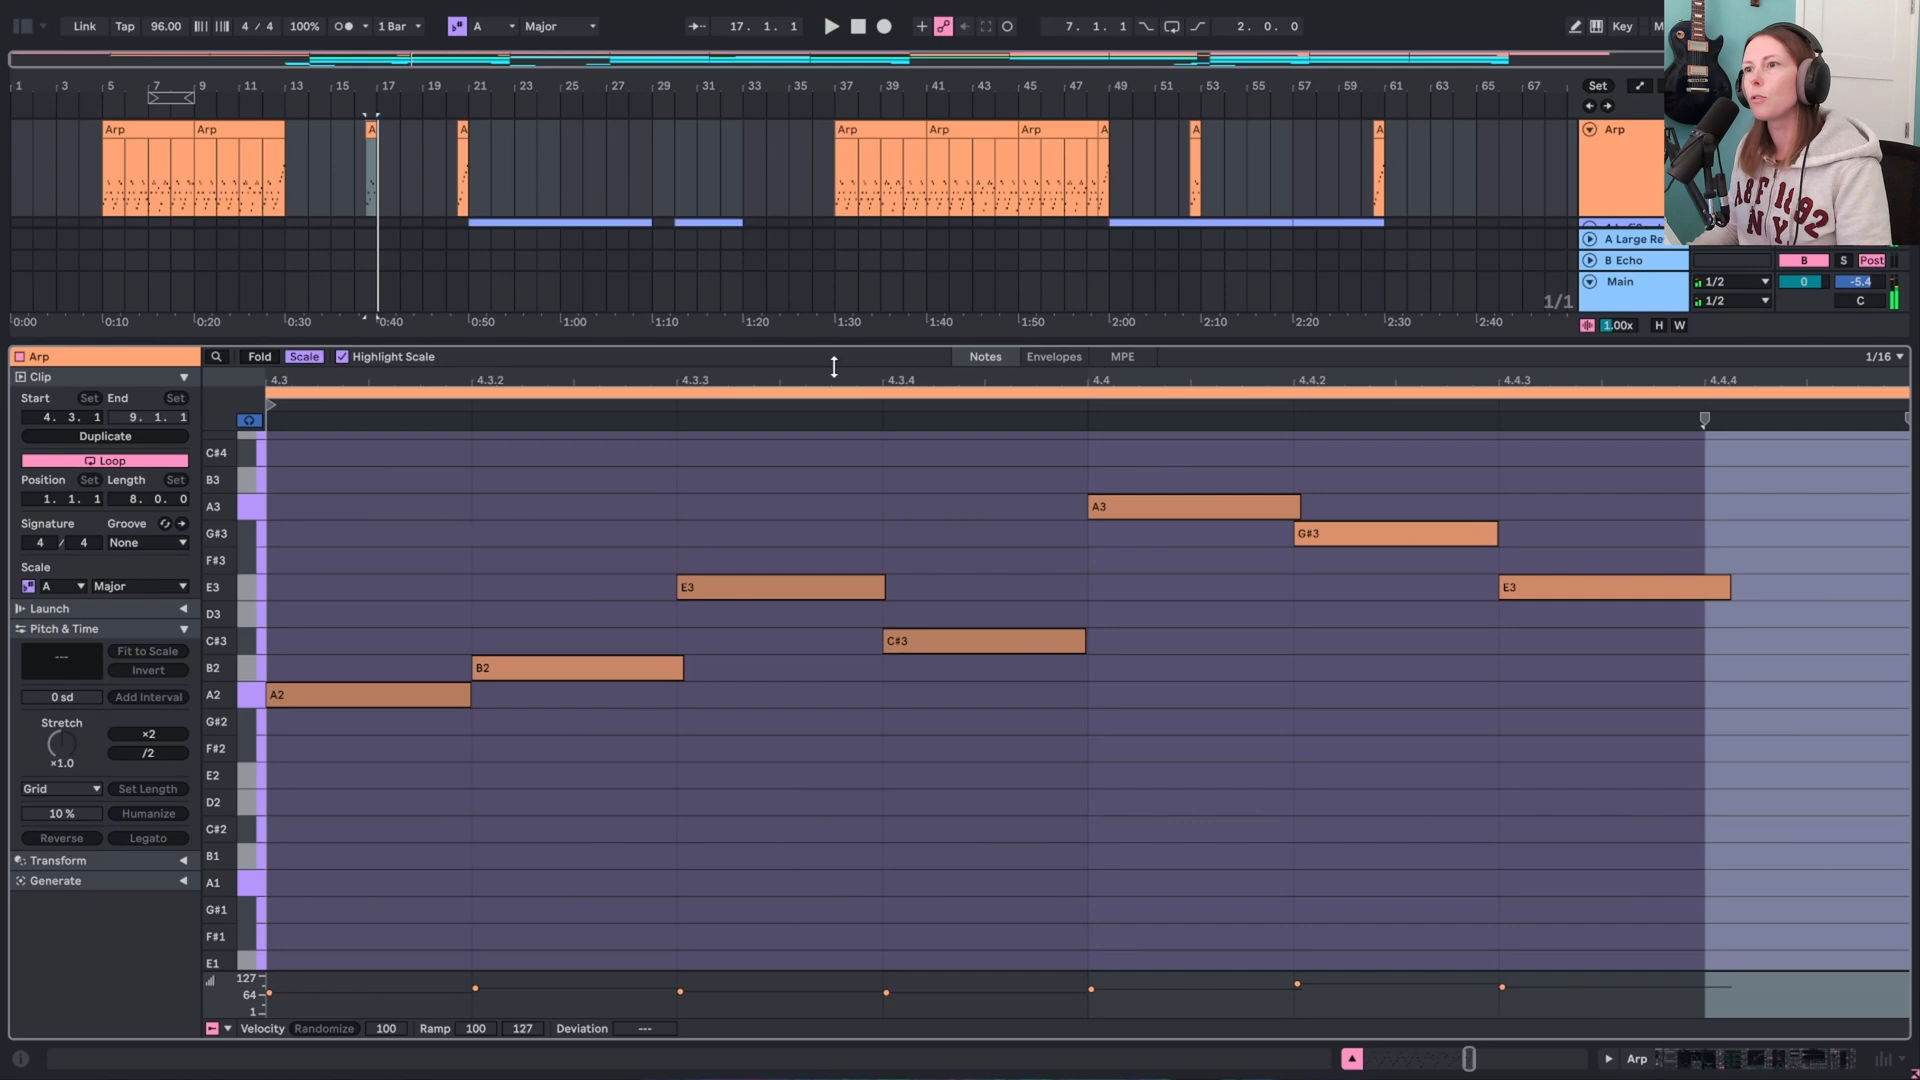 Link Tap 96.00 4 / 4 100% 1 Bar A Major 17. 1. 1 7. 1. 1 2. 0. 0 Key
1 3 5 7 9 11 13 15 17 19 21 23 25 27 29 31 33 35 37 39 41 43 45 47 49 51 53 55 57 59 61 63 65 67 Set
Arp Arp A A Arp Arp Arp A A A Arp
A Large Re
B Echo B S Post
Main 1/2 0 -5.4
1/1 1/2 C
0:00 0:10 0:20 0:30 0:40 0:50 1:00 1:10 1:20 1:30 1:40 1:50 2:00 2:10 2:20 2:30 2:40 1.00x H W
Arp Fold Scale Highlight Scale Notes Envelopes MPE 1/16
Clip 4.3 4.3.2 4.3.3 4.3.4 4.4 4.4.2 4.4.3 4.4.4
Start Set End Set
4. 3. 1 9. 1. 1
Duplicate
Loop
Position Set Length Set
1. 1. 1 8. 0. 0
Signature Groove
4 / 4 None
Scale
A Major
Launch
Pitch & Time
--- Fit to Scale
Invert
0 sd Add Interval
Stretch
×2
/2
×1.0
Grid Set Length
10 % Humanize
Reverse Legato
Transform
Generate
C#4
B3
A3 A3
G#3 G#3
F#3
E3 E3 E3
D3
C#3 C#3
B2 B2
A2 A2
G#2
F#2
E2
D2
C#2
B1
A1
G#1
F#1
E1
127
64
1
Velocity Randomize 100 Ramp 100 127 Deviation ---
Arp